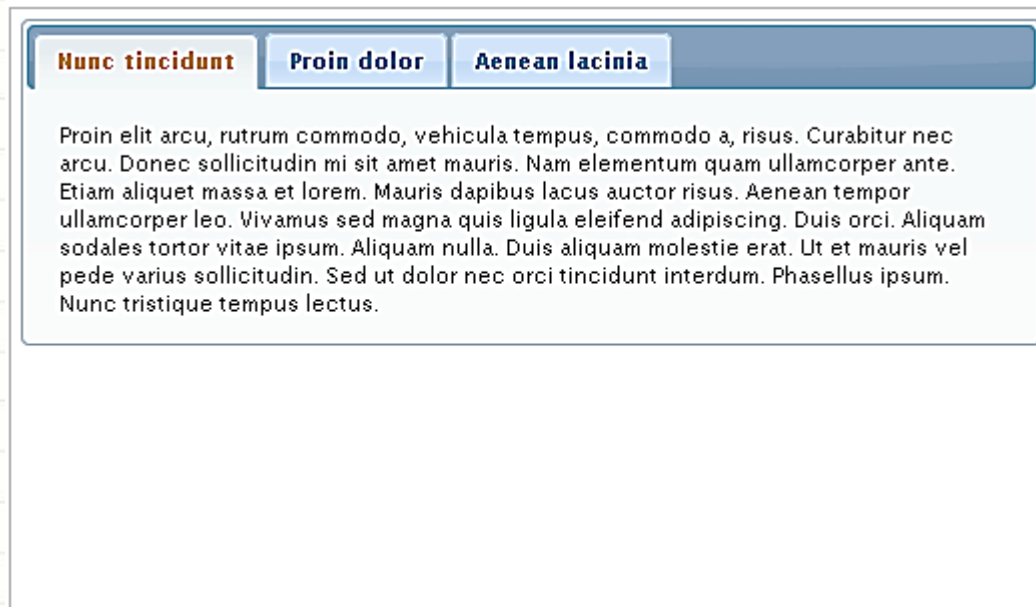 Nunc tincidunt Proin dolor Aenean lacinia
Proin elit arcu, rutrum commodo, vehicula tempus, commodo a, risus. Curabitur nec
arcu. Donec sollicitudin mi sit amet mauris. Nam elementum quam ullamcorper ante.
Etiam aliquet massa et lorem. Mauris dapibus lacus auctor risus. Aenean tempor
ullamcorper leo. Vivamus sed magna quis ligula eleifend adipiscing. Duis orci. Aliquam
sodales tortor vitae ipsum. Aliquam nulla. Duis aliquam molestie erat. Ut et mauris vel
pede varius sollicitudin. Sed ut dolor nec orci tincidunt interdum. Phasellus ipsum.
Nunc tristique tempus lectus.